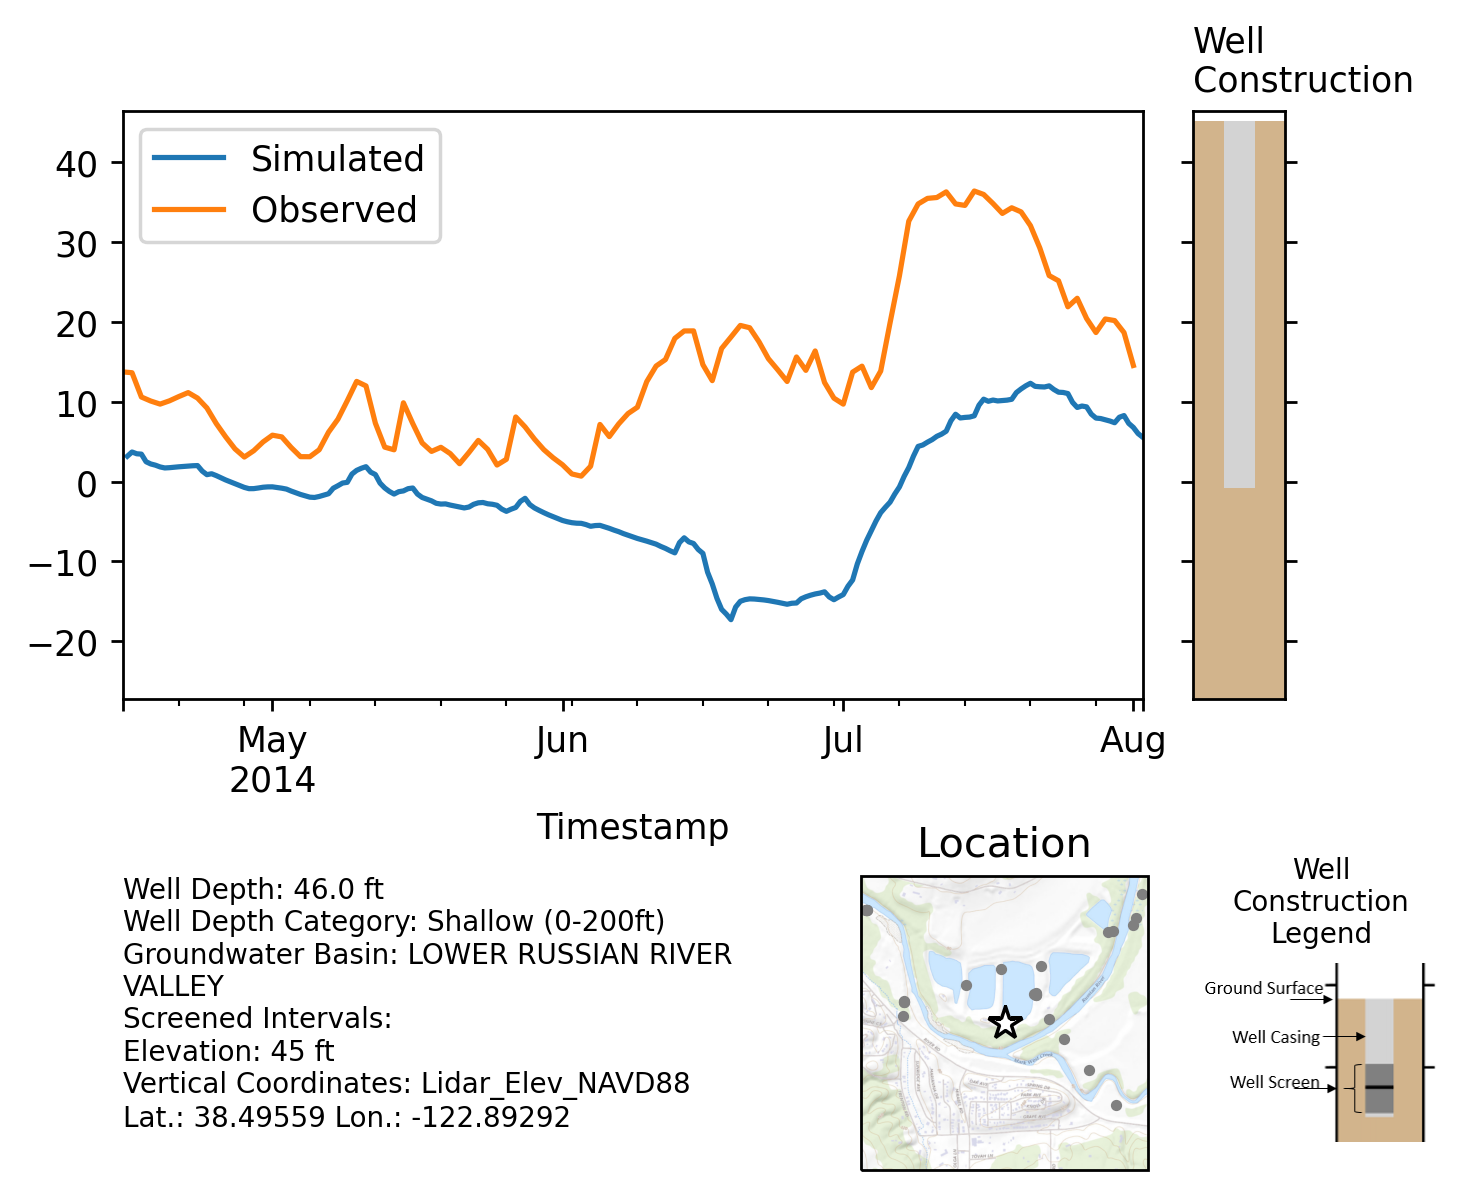 Well
Construction
40
30
20
10
0
−10
−20
Simulated
Observed
May
2014
Jun
Jul
Aug
Timestamp
Well Depth: 46.0 ft
Well Depth Category: Shallow (0-200ft)
Groundwater Basin: LOWER RUSSIAN RIVER
VALLEY
Screened Intervals:
Elevation: 45 ft
Vertical Coordinates: Lidar_Elev_NAVD88
Lat.: 38.49559 Lon.: -122.89292
Location
Well
Construction
Legend
Ground Surface
Well Casing
Well Screen